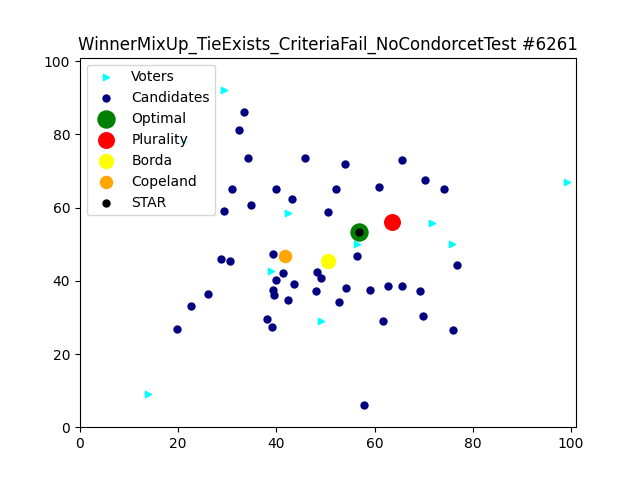 WinnerMixUp_TieExists_CriteriaFail_NoCondorcetTest #6261
100
80
60
40
20
0
0 20 40 60 80 100
Voters
Candidates
Optimal
Plurality
Borda
Copeland
STAR